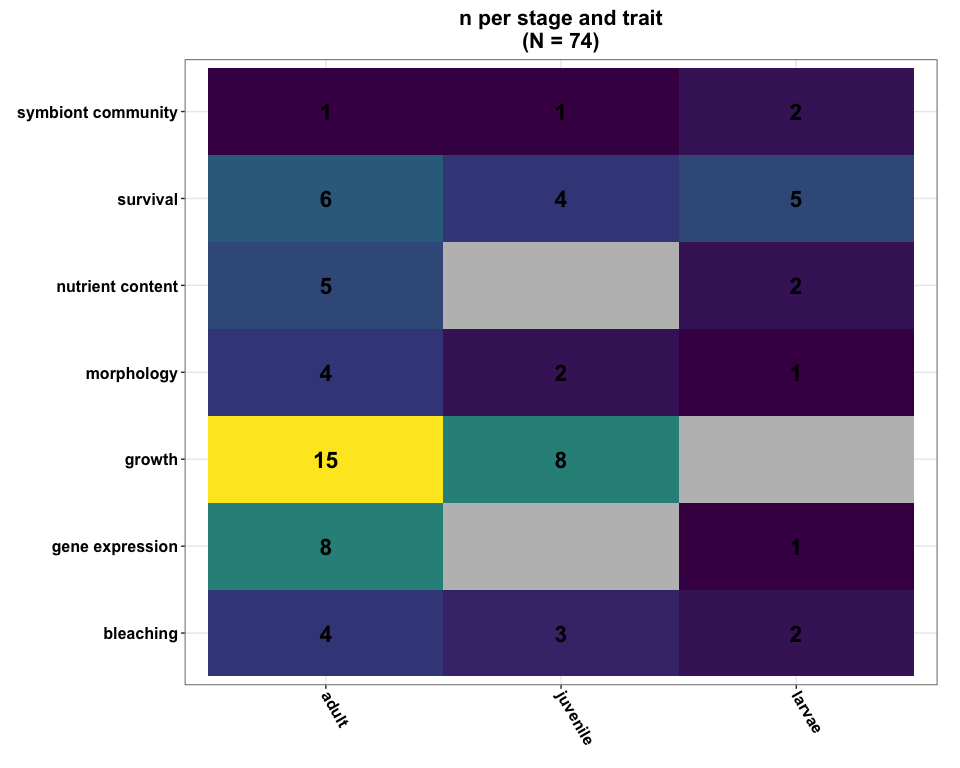 n per stage and trait
(N = 74)
symbiont community 1 1 2
survival 6 4 5
nutrient content 5 2
morphology 4 2 1
growth 15 8
gene expression 8 1
bleaching 4 3 2
adult juvenile larvae